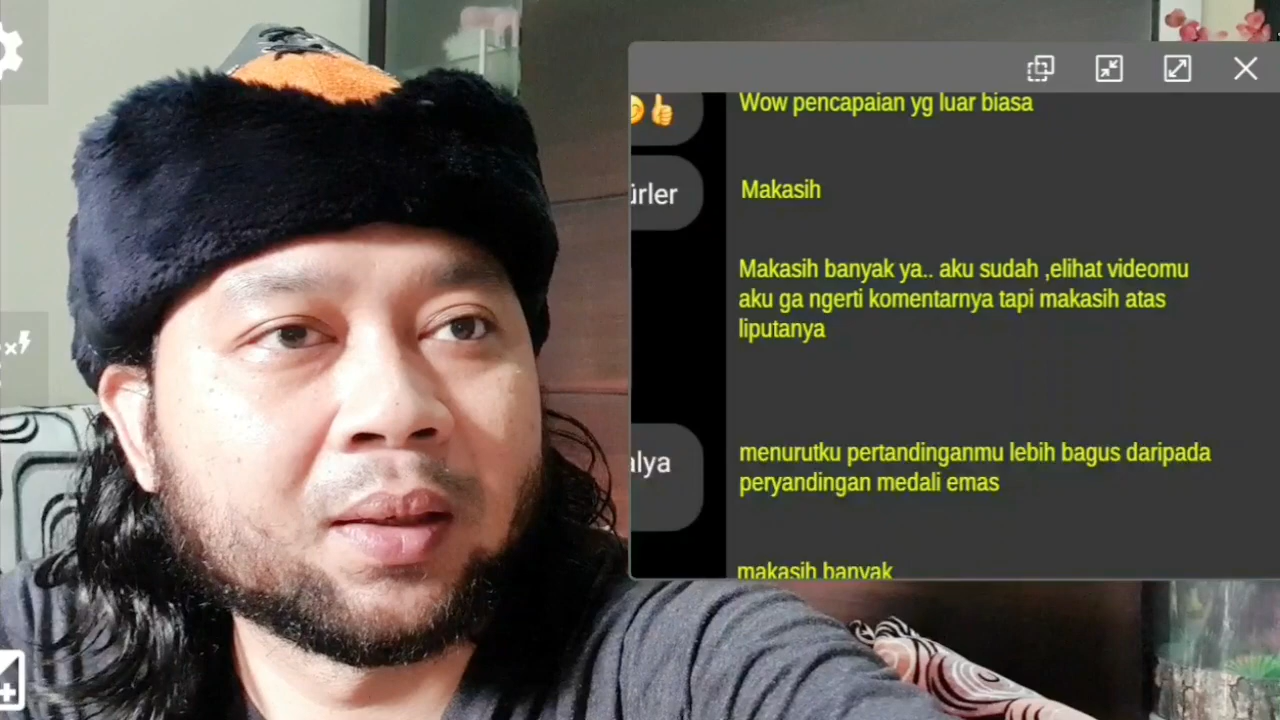 Wow pencapaian yg luar biasa
ürler
Makasih
Makasih banyak ya.. aku sudah ,elihat videomu
aku ga ngerti komentarnya tapi makasih atas
liputanya
alya
menurutku pertandinganmu lebih bagus daripada
peryandingan medali emas
makasih banyak